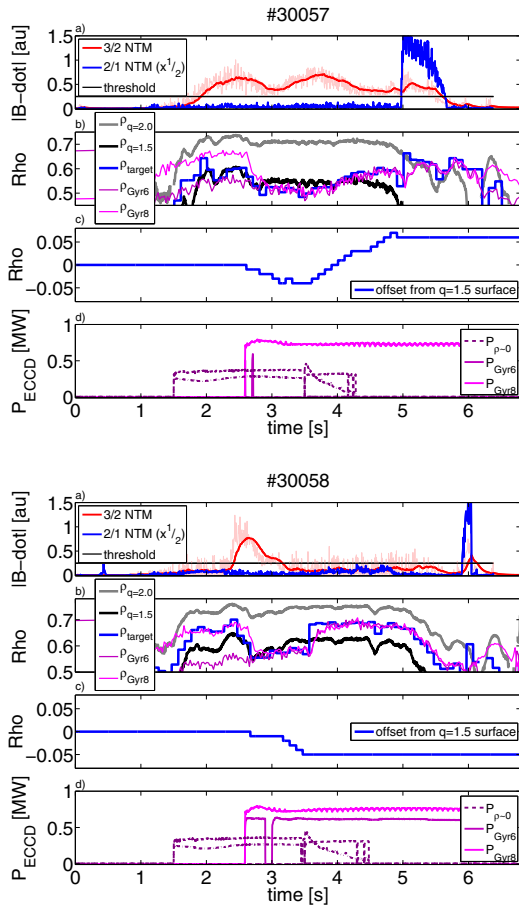 #30057
a)
|B-dot| [au]
1.5
1
0.5
0
3/2 NTM
2/1 NTM (x^1/2)
threshold
b)
Rho
0.7
0.6
0.5
ρq=2.0
ρq=1.5
ρtarget
ρGyr6
ρGyr8
c)
Rho
0.05
0
−0.05
offset from q=1.5 surface
d)
P_ECCD [MW]
1
0.5
0
Pρ~0
PGyr6
PGyr8
0 1 2 3 4 5 6
time [s]
#30058
a)
|B-dot| [au]
1.5
1
0.5
0
3/2 NTM
2/1 NTM (x^1/2)
threshold
b)
Rho
0.7
0.6
0.5
ρq=2.0
ρq=1.5
ρtarget
ρGyr6
ρGyr8
c)
Rho
0.05
0
−0.05
offset from q=1.5 surface
d)
P_ECCD [MW]
1
0.5
0
Pρ~0
PGyr6
PGyr8
0 1 2 3 4 5 6
time [s]